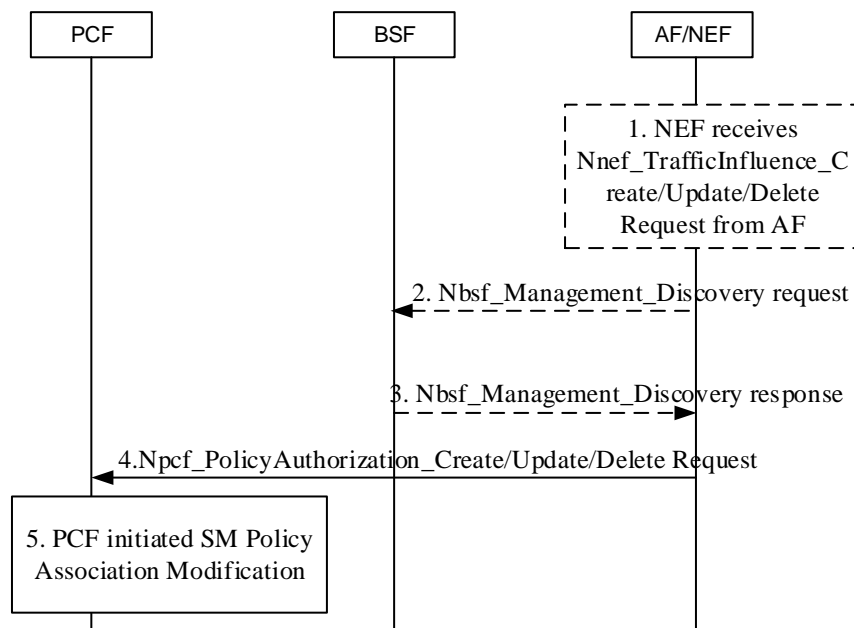 PCF
BSF
AF/NEF
1. NEF receives
Nnef_TrafficInfluence_C
reate/Update/Delete
Request from AF
2. Nbsf_Management_Discovery request
3. Nbsf_Management_Discovery response
4.Npcf_PolicyAuthorization_Create/Update/Delete Request
5. PCF initiated SM Policy
Association Modification